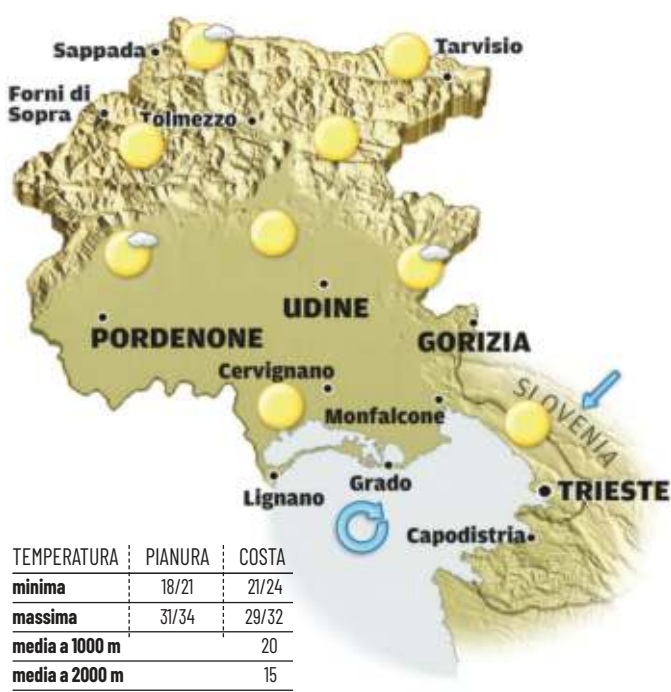 Sappada
Tarvisio
Forni di
Sopra
Tolmezzo
UDINE
PORDENONE
GORIZIA
Cervignano
SLOVENIA
Monfalcone
Grado
Lignano
TRIESTE
Capodistria
TEMPERATURA PIANURA COSTA
minima 18/21 21/24
massima 31/34 29/32
media a 1000 m 20
media a 2000 m 15